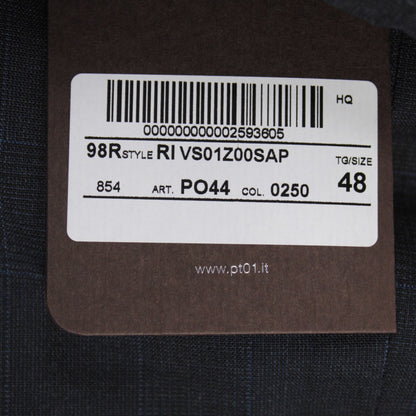 HQ
000000000002593605
98R STYLE RI VS01Z00SAP TG/SIZE
854 ART. PO44 COL. 0250 48
www.pt01.it